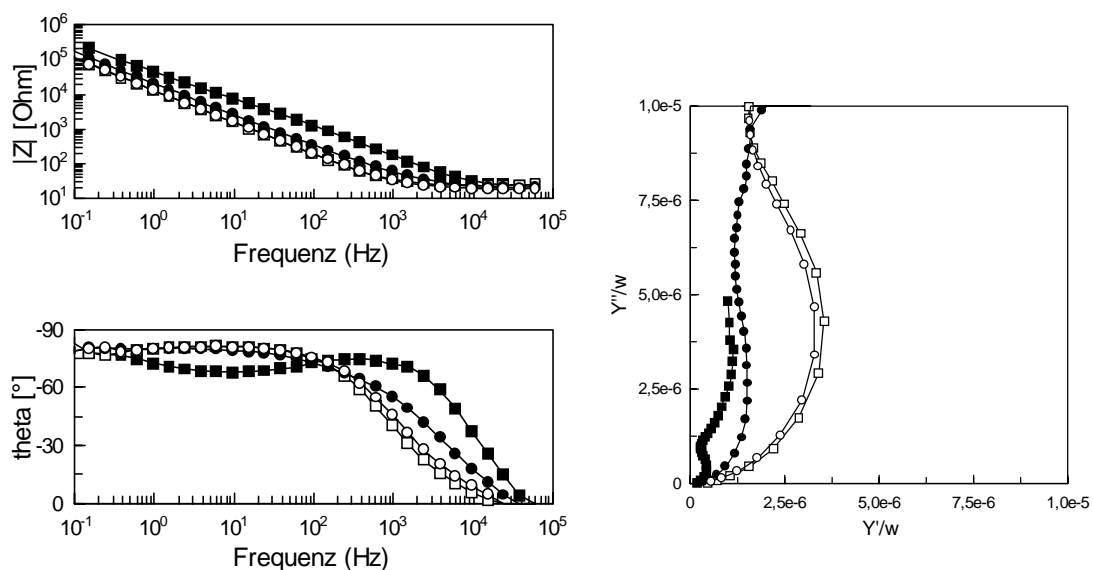 10^6
10^5
10^4
10^3
10^2
10^1
|Z| [Ohm]
10^-1 10^0 10^1 10^2 10^3 10^4 10^5
Frequenz (Hz)
-90
-60
-30
0
theta [°]
10^-1 10^0 10^1 10^2 10^3 10^4 10^5
Frequenz (Hz)
1,0e-5
7,5e-6
5,0e-6
2,5e-6
0
Y''/w
0 2,5e-6 5,0e-6 7,5e-6 1,0e-5
Y'/w